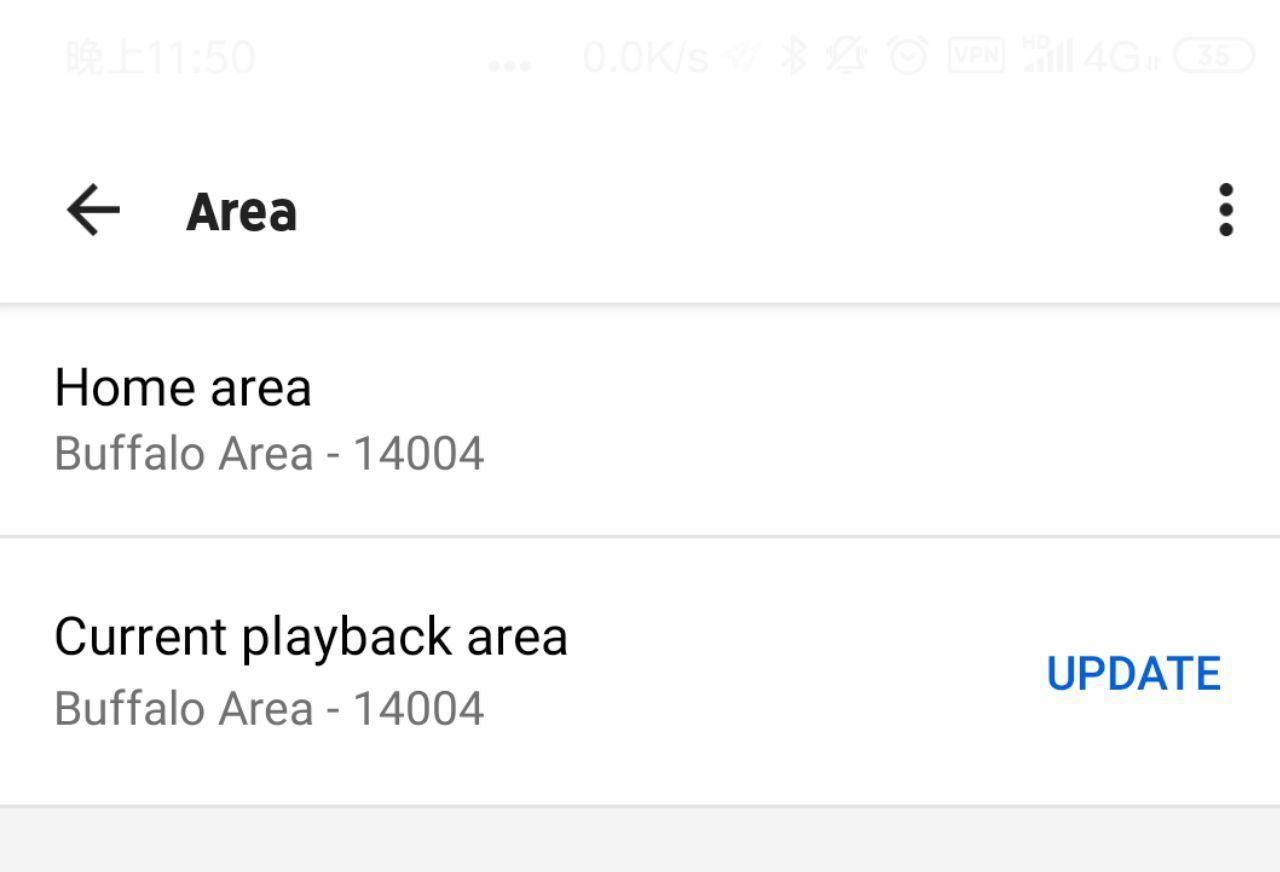 晚上11:50 ... 0.0K/s VPN HD 4G 35
Area
Home area
Buffalo Area - 14004
Current playback area
UPDATE
Buffalo Area - 14004